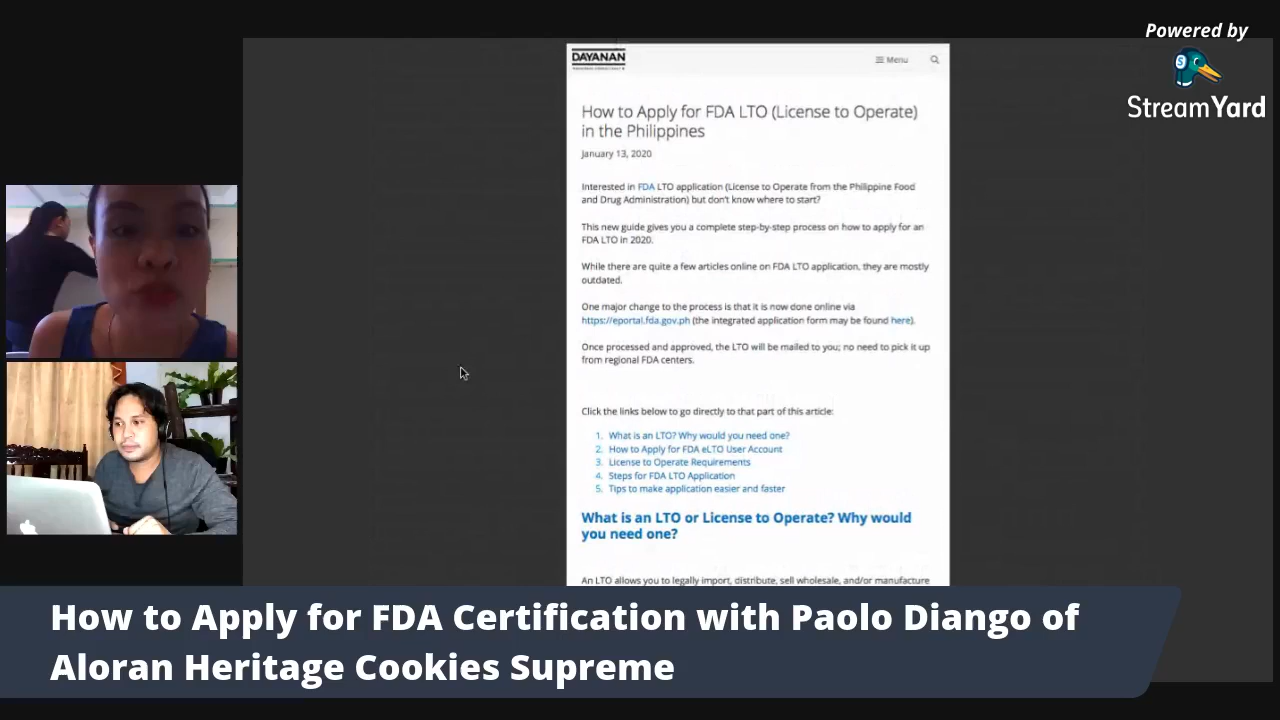 Powered by
StreamYard
DAYANAN
Menu
How to Apply for FDA LTO (License to Operate)
in the Philippines
January 13, 2020
Interested in FDA LTO application (License to Operate from the Philippine Food
and Drug Administration) but don't know where to start?
This new guide gives you a complete step-by-step process on how to apply for an
FDA LTO in 2020.
While there are quite a few articles online on FDA LTO application, they are mostly
outdated.
One major change to the process is that it is now done online via
https://eportal.fda.gov.ph (the integrated application form may be found here).
Once processed and approved, the LTO will be mailed to you; no need to pick it up
from regional FDA centers.
Click the links below to go directly to that part of this article:
1. What is an LTO? Why would you need one?
2. How to Apply for FDA eLTO User Account
3. License to Operate Requirements
4. Steps for FDA LTO Application
5. Tips to make application easier and faster
What is an LTO or License to Operate? Why would
you need one?
An LTO allows you to legally import, distribute, sell wholesale, and/or manufacture
How to Apply for FDA Certification with Paolo Diango of
Aloran Heritage Cookies Supreme